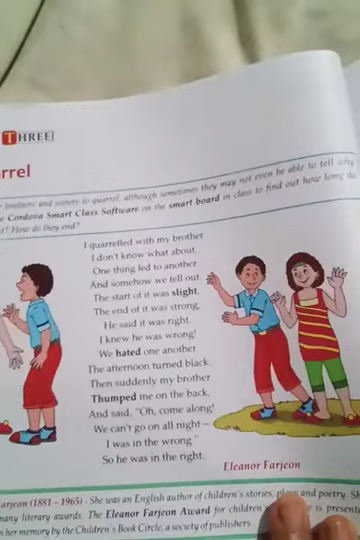 THREE
rrel
brothers and sisters to quarrel, although sometimes they may not even be able to tell why
Cordova Smart Class Software on the smart board in class to find out how long do
? How do they end?
I quarrelled with my brother
I don't know what about,
One thing led to another
And somehow we fell out.
The start of it was slight,
The end of it was strong,
He said it was right.
I knew he was wrong!
We hated one another
The afternoon turned black.
Then suddenly my brother
Thumped me on the back,
And said, "Oh, come along!
We can't go on all night—
I was in the wrong."
So he was in the right.
Eleanor Farjeon
arjeon (1881 – 1965) : She was an English author of children's stories, plays and poetry. Sh
many literary awards. The Eleanor Farjeon Award for children is presente
n her memory by the Children's Book Circle, a society of publishers.